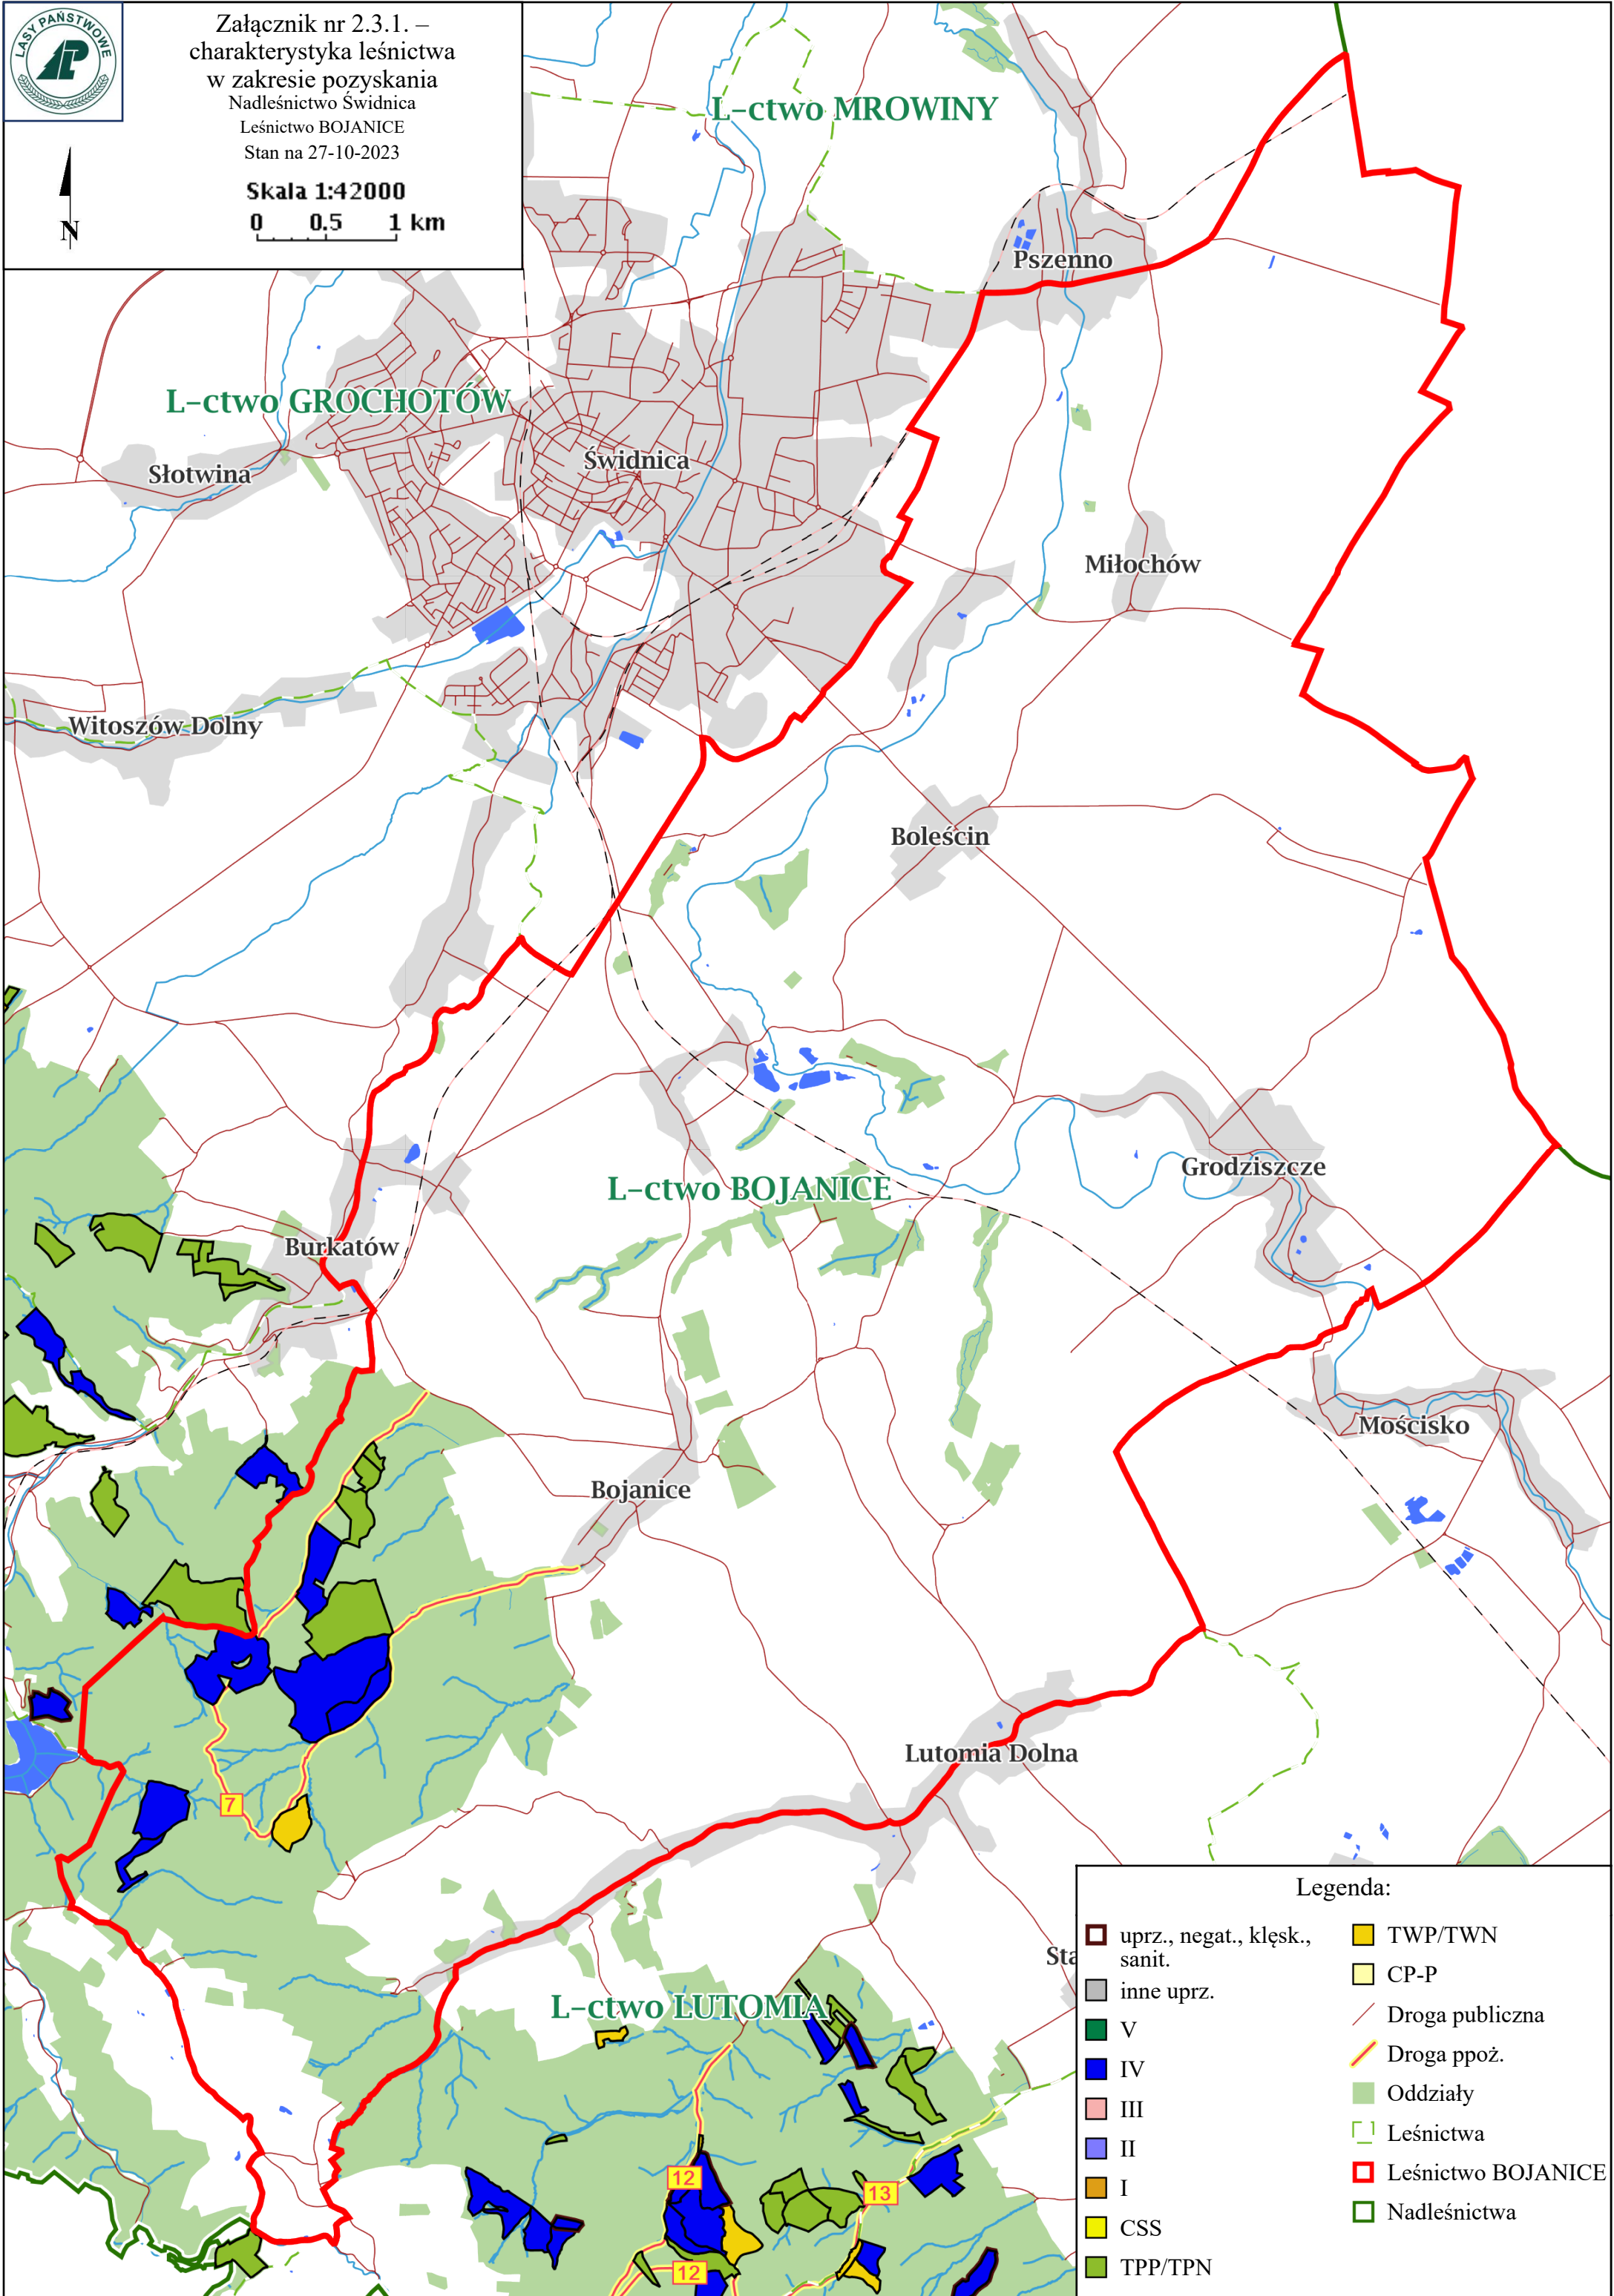 LASY PAŃSTWOWE
Załącznik nr 2.3.1. –
charakterystyka leśnictwa
w zakresie pozyskania
Nadleśnictwo Świdnica
Leśnictwo BOJANICE
Stan na 27-10-2023
Skala 1:42000
0 0.5 1 km
N
L-ctwo MROWINY
Pszenno
L-ctwo GROCHOTÓW
Świdnica
Słotwina
Miłochów
Witoszów Dolny
Boleścin
Grodziszcze
L-ctwo BOJANICE
Burkatów
Mościsko
Bojanice
Lutomia Dolna
7
Sta
L-ctwo LUTOMIA
12
13
12
Legenda:
uprz., negat., klęsk.,
sanit.
inne uprz.
V
IV
III
II
I
CSS
TPP/TPN
TWP/TWN
CP-P
Droga publiczna
Droga ppoż.
Oddziały
Leśnictwa
Leśnictwo BOJANICE
Nadleśnictwa